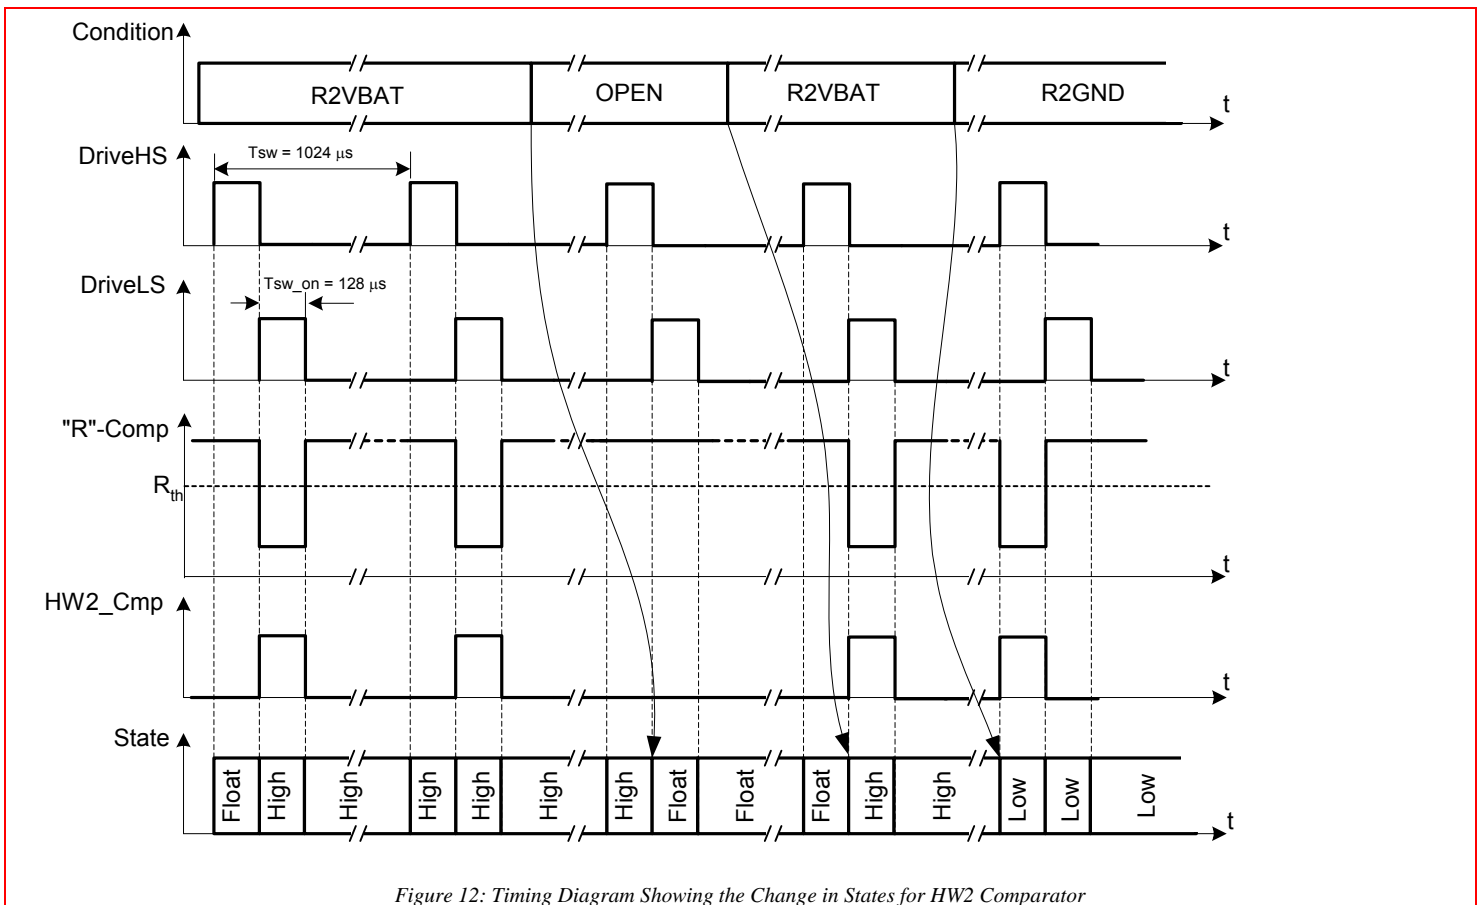 Condition
R2VBAT
OPEN
R2VBAT
R2GND
t
DriveHS
Tsw = 1024 μs
t
DriveLS
Tsw_on = 128 μs
t
"R"-Comp
Rth
t
HW2_Cmp
t
State
Float
High
High
High
High
High
High
Float
Float
Float
High
High
Low
Low
Low
t
Figure 12: Timing Diagram Showing the Change in States for HW2 Comparator